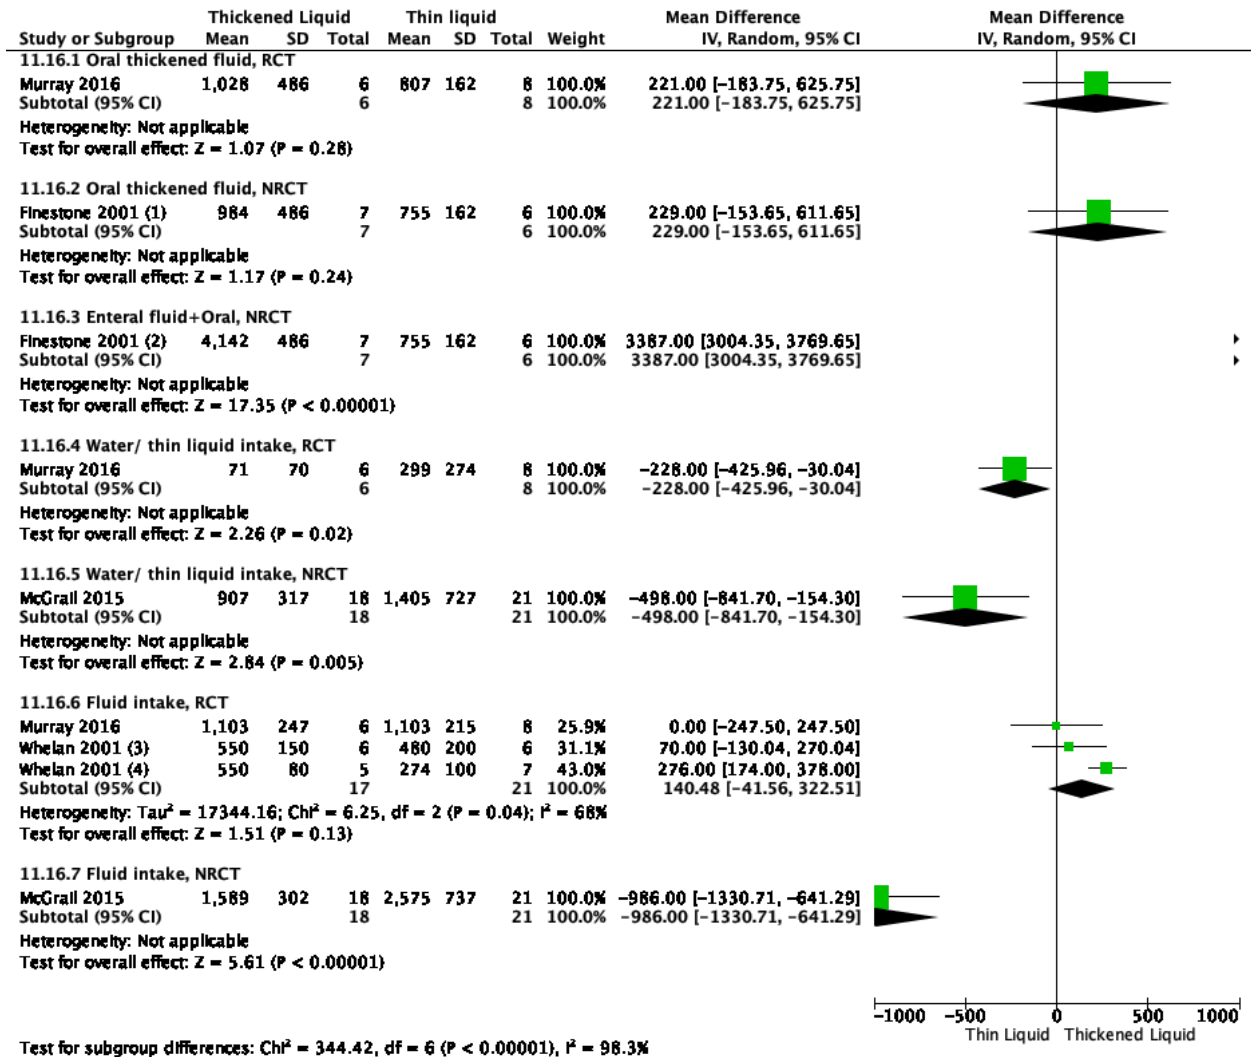 Thickened Liquid Thin liquid Mean Difference Mean Difference
Study or Subgroup Mean SD Total Mean SD Total Weight IV, Random, 95% CI IV, Random, 95% CI
11.16.1 Oral thickened fluid, RCT
Murray 2016 1,028 486 6 807 162 8 100.0% 221.00 [-183.75, 625.75]
Subtotal (95% CI) 6 8 100.0% 221.00 [-183.75, 625.75]
Heterogeneity: Not applicable
Test for overall effect: Z = 1.07 (P = 0.28)
11.16.2 Oral thickened fluid, NRCT
Finestone 2001 (1) 984 486 7 755 162 6 100.0% 229.00 [-153.65, 611.65]
Subtotal (95% CI) 7 6 100.0% 229.00 [-153.65, 611.65]
Heterogeneity: Not applicable
Test for overall effect: Z = 1.17 (P = 0.24)
11.16.3 Enteral fluid+Oral, NRCT
Finestone 2001 (2) 4,142 486 7 755 162 6 100.0% 3387.00 [3004.35, 3769.65]
Subtotal (95% CI) 7 6 100.0% 3387.00 [3004.35, 3769.65]
Heterogeneity: Not applicable
Test for overall effect: Z = 17.35 (P < 0.00001)
11.16.4 Water/ thin liquid intake, RCT
Murray 2016 71 70 6 299 274 8 100.0% -228.00 [-425.96, -30.04]
Subtotal (95% CI) 6 8 100.0% -228.00 [-425.96, -30.04]
Heterogeneity: Not applicable
Test for overall effect: Z = 2.26 (P = 0.02)
11.16.5 Water/ thin liquid intake, NRCT
McGrail 2015 907 317 18 1,405 727 21 100.0% -498.00 [-841.70, -154.30]
Subtotal (95% CI) 18 21 100.0% -498.00 [-841.70, -154.30]
Heterogeneity: Not applicable
Test for overall effect: Z = 2.84 (P = 0.005)
11.16.6 Fluid intake, RCT
Murray 2016 1,103 247 6 1,103 215 8 25.9% 0.00 [-247.50, 247.50]
Whelan 2001 (3) 550 150 6 480 200 6 31.1% 70.00 [-130.04, 270.04]
Whelan 2001 (4) 550 80 5 274 100 7 43.0% 276.00 [174.00, 378.00]
Subtotal (95% CI) 17 21 100.0% 140.48 [-41.56, 322.51]
Heterogeneity: Tau² = 17344.16; Chi² = 6.25, df = 2 (P = 0.04); I² = 68%
Test for overall effect: Z = 1.51 (P = 0.13)
11.16.7 Fluid intake, NRCT
McGrail 2015 1,589 302 18 2,575 737 21 100.0% -986.00 [-1330.71, -641.29]
Subtotal (95% CI) 18 21 100.0% -986.00 [-1330.71, -641.29]
Heterogeneity: Not applicable
Test for overall effect: Z = 5.61 (P < 0.00001)
-1000 -500 0 500 1000
Thin Liquid Thickened Liquid
Test for subgroup differences: Chi² = 344.42, df = 6 (P < 0.00001), I² = 98.3%